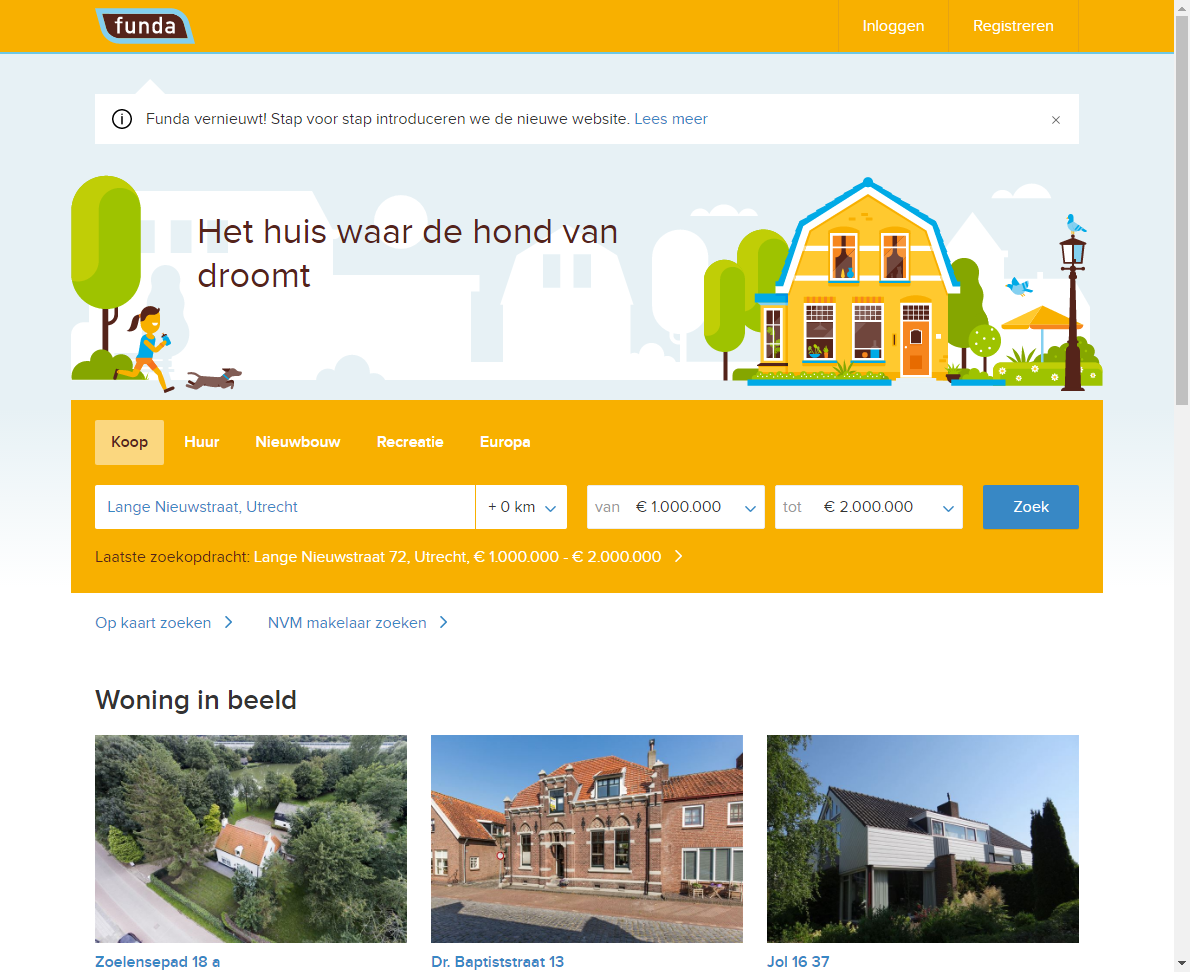 funda
Inloggen
Registreren
Funda vernieuwt! Stap voor stap introduceren we de nieuwe website. Lees meer
Het huis waar de hond van
droomt
Koop
Huur
Nieuwbouw
Recreatie
Europa
Lange Nieuwstraat, Utrecht
+ 0 km
van € 1.000.000
tot € 2.000.000
Zoek
Laatste zoekopdracht: Lange Nieuwstraat 72, Utrecht, € 1.000.000 - € 2.000.000
Op kaart zoeken
NVM makelaar zoeken
Woning in beeld
Zoelensepad 18 a
Dr. Baptiststraat 13
Jol 16 37